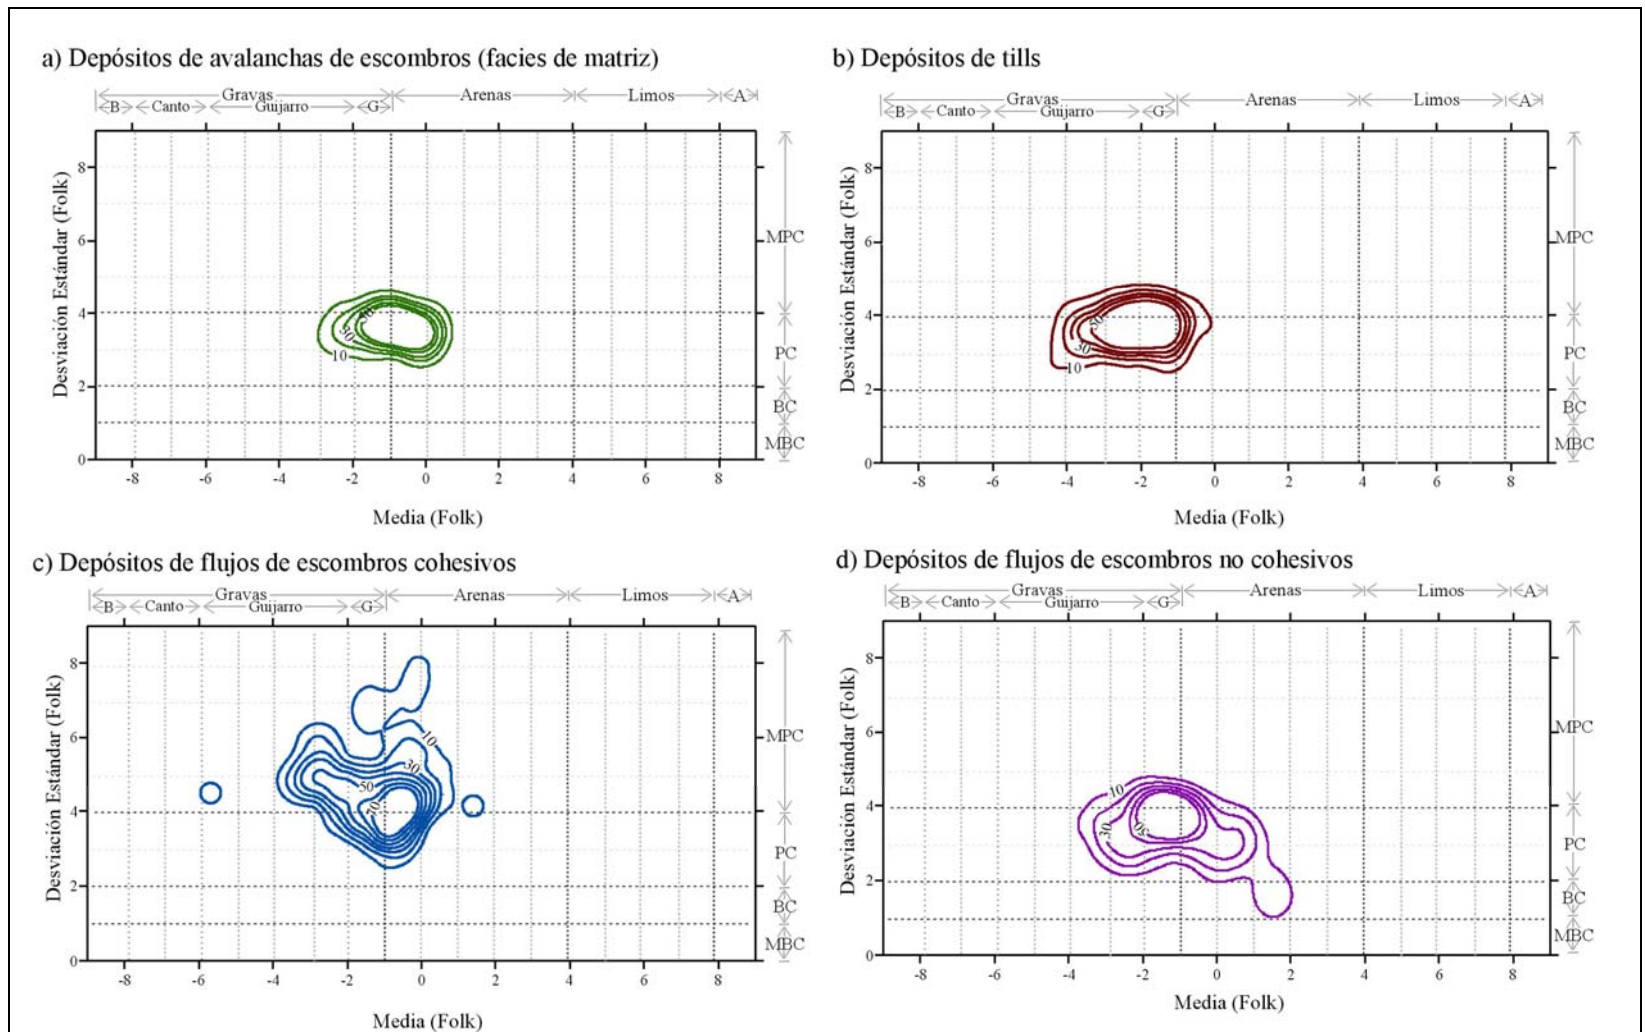 a) Depósitos de avalanchas de escombros (facies de matriz)
Gravas Arenas Limos A
B Canto Guijarro G
8
6
4
2
0
Desviación Estándar (Folk)
50
30
10
MPC
PC
BC
MBC
-8 -6 -4 -2 0 2 4 6 8
Media (Folk)
b) Depósitos de tills
Gravas Arenas Limos A
B Canto Guijarro G
8
6
4
2
0
Desviación Estándar (Folk)
50
30
10
MPC
PC
BC
MBC
-8 -6 -4 -2 0 2 4 6 8
Media (Folk)
c) Depósitos de flujos de escombros cohesivos
Gravas Arenas Limos A
B Canto Guijarro G
8
6
4
2
0
Desviación Estándar (Folk)
10
30
50
70
MPC
PC
BC
MBC
-8 -6 -4 -2 0 2 4 6 8
Media (Folk)
d) Depósitos de flujos de escombros no cohesivos
Gravas Arenas Limos A
B Canto Guijarro G
8
6
4
2
0
Desviación Estándar (Folk)
10
30
50
MPC
PC
BC
MBC
-8 -6 -4 -2 0 2 4 6 8
Media (Folk)